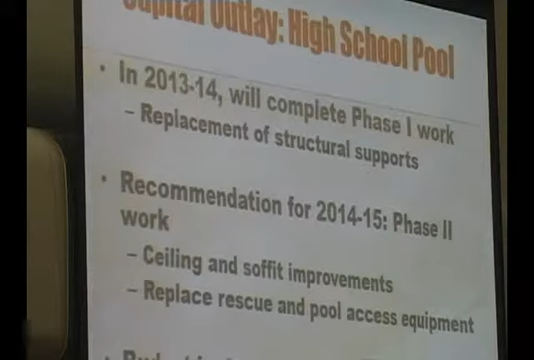 Capital Outlay: High School Pool
• In 2013-14, will complete Phase I work
– Replacement of structural supports
• Recommendation for 2014-15: Phase II
work
– Ceiling and soffit improvements
– Replace rescue and pool access equipment